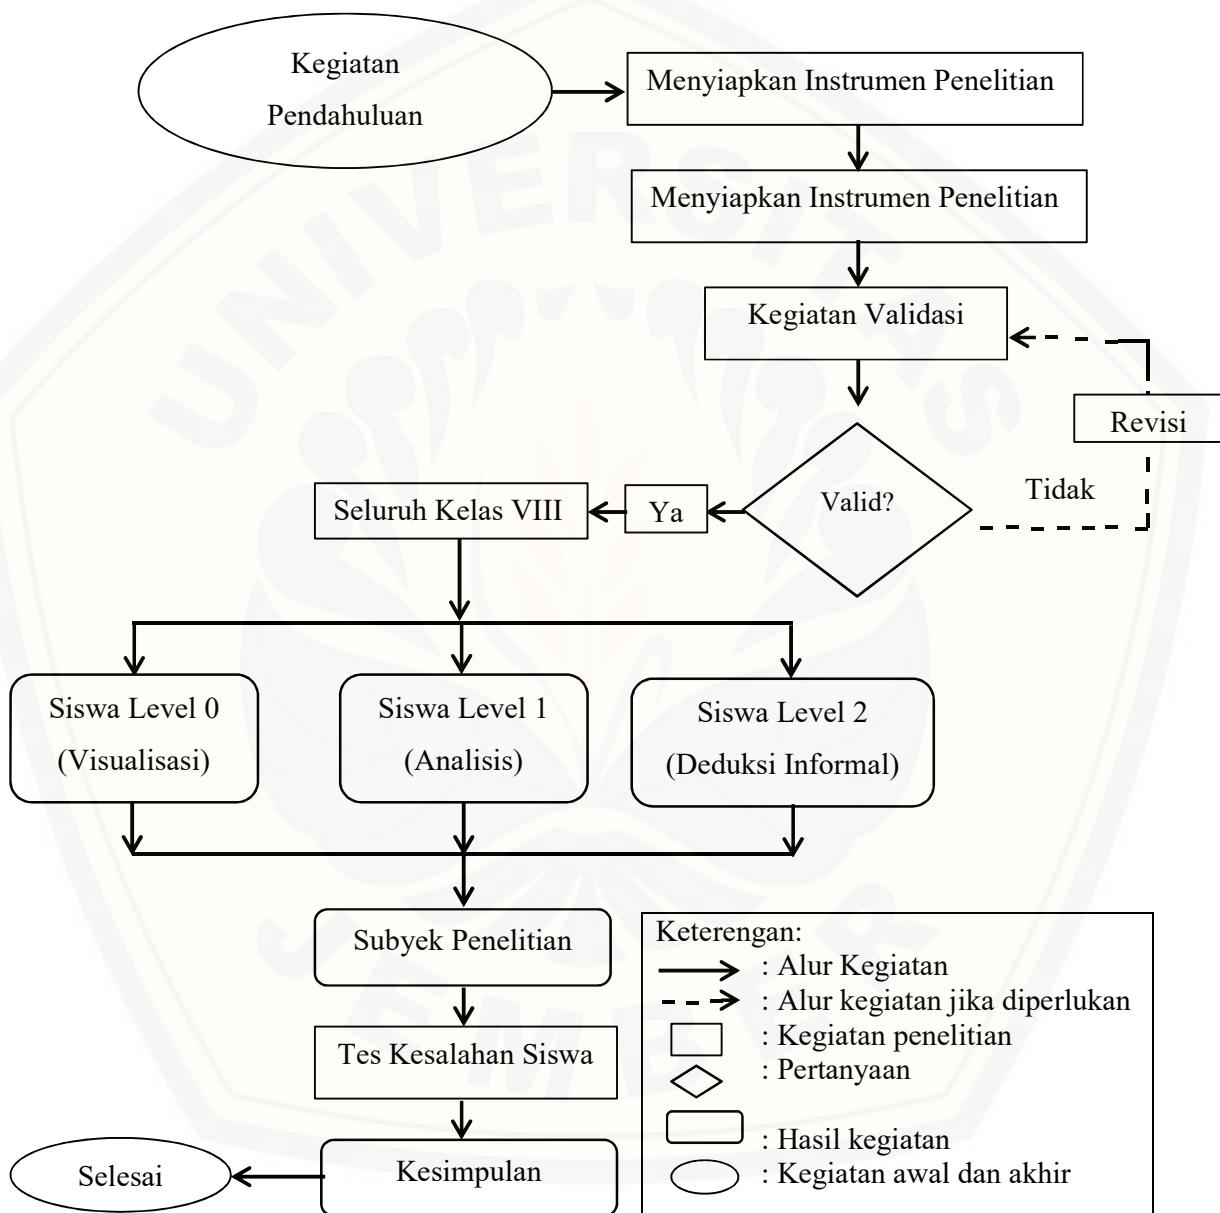 Kegiatan
Pendahuluan
Menyiapkan Instrumen Penelitian
Menyiapkan Instrumen Penelitian
Kegiatan Validasi
Revisi
Valid?
Tidak
Ya
Seluruh Kelas VIII
Siswa Level 0
(Visualisasi)
Siswa Level 1
(Analisis)
Siswa Level 2
(Deduksi Informal)
Subyek Penelitian
Tes Kesalahan Siswa
Kesimpulan
Selesai
Keterengan:
: Alur Kegiatan
: Alur kegiatan jika diperlukan
: Kegiatan penelitian
: Pertanyaan
: Hasil kegiatan
: Kegiatan awal dan akhir
UNIVERSITAS
JEMBER